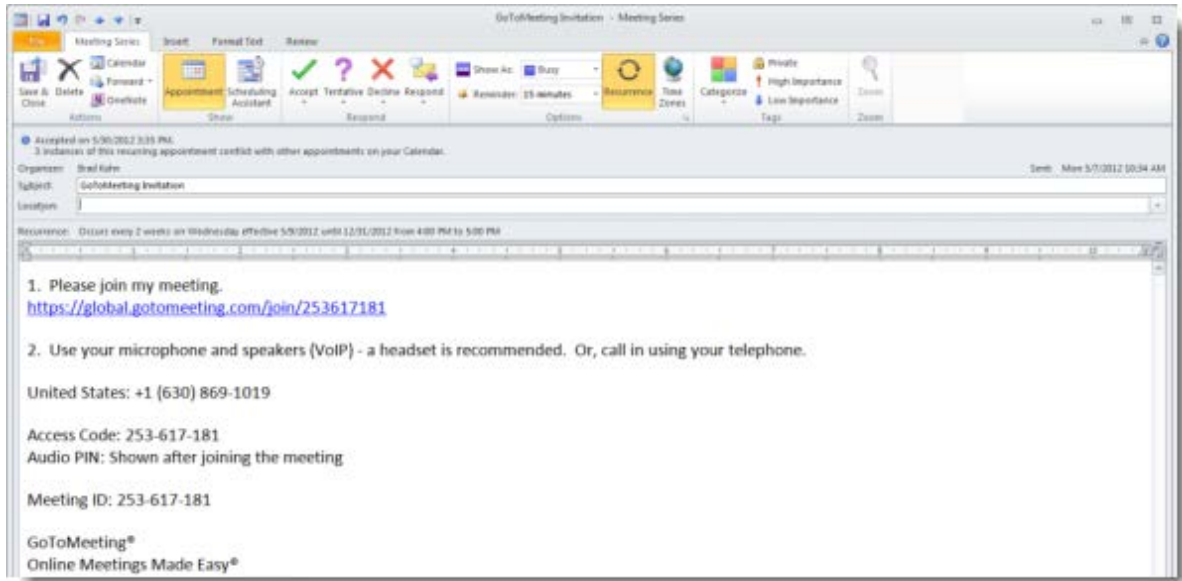 GoToMeeting Invitation - Meeting Series
File Meeting Series Insert Format Text Review
Save & Close
Delete
Calendar
Forward
OneNote
Appointment
Scheduling Assistant
Accept Tentative Decline Respond
Show As: Busy
Reminder: 15 minutes
Recurrence
Time Zones
Categorize
Private
High Importance
Low Importance
Zoom
Actions Show Respond Options Tags Zoom
Accepted on 5/30/2012 3:35 PM.
3 instances of this recurring appointment conflict with other appointments on your Calendar.
Organizer: Brad Sent: Mon 5/7/2012 10:34 AM
Subject: GoToMeeting Invitation
Location:
Recurrence: Occurs every 2 weeks on Wednesday effective 5/9/2012 until 12/31/2012 from 4:00 PM to 5:00 PM
1. Please join my meeting.
https://global.gotomeeting.com/join/253617181
2. Use your microphone and speakers (VoIP) - a headset is recommended. Or, call in using your telephone.
United States: +1 (630) 869-1019
Access Code: 253-617-181
Audio PIN: Shown after joining the meeting
Meeting ID: 253-617-181
GoToMeeting®
Online Meetings Made Easy®